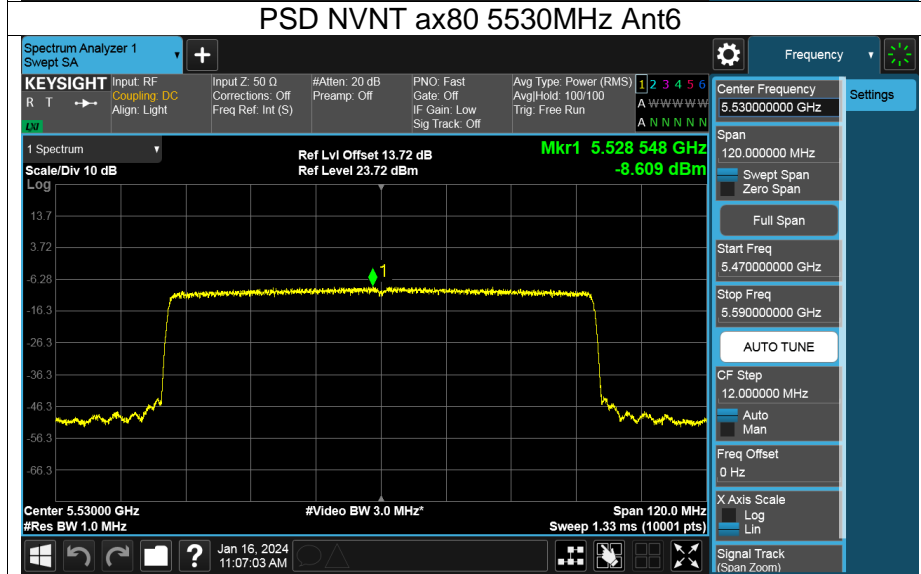 PSD NVNT ax80 5530MHz Ant6
Spectrum Analyzer 1
Swept SA
+
Frequency
KEYSIGHT
R T
LXI
Input: RF
Coupling: DC
Align: Light
Input Z: 50 Ω
Corrections: Off
Freq Ref: Int (S)
#Atten: 20 dB
Preamp: Off
PNO: Fast
Gate: Off
IF Gain: Low
Sig Track: Off
Avg Type: Power (RMS)
Avg|Hold: 100/100
Trig: Free Run
1 2 3 4 5 6
A W W W W W
A N N N N N
1 Spectrum
Scale/Div 10 dB
Log
Ref Lvl Offset 13.72 dB
Ref Level 23.72 dBm
Mkr1 5.528 548 GHz
-8.609 dBm
13.7
3.72
-6.28
-16.3
-26.3
-36.3
-46.3
-56.3
-66.3
1
Center 5.53000 GHz
#Res BW 1.0 MHz
#Video BW 3.0 MHz*
Span 120.0 MHz
Sweep 1.33 ms (10001 pts)
?
Jan 16, 2024
11:07:03 AM
Center Frequency
5.530000000 GHz
Settings
Span
120.000000 MHz
Swept Span
Zero Span
Full Span
Start Freq
5.470000000 GHz
Stop Freq
5.590000000 GHz
AUTO TUNE
CF Step
12.000000 MHz
Auto
Man
Freq Offset
0 Hz
X Axis Scale
Log
Lin
Signal Track
(Span Zoom)